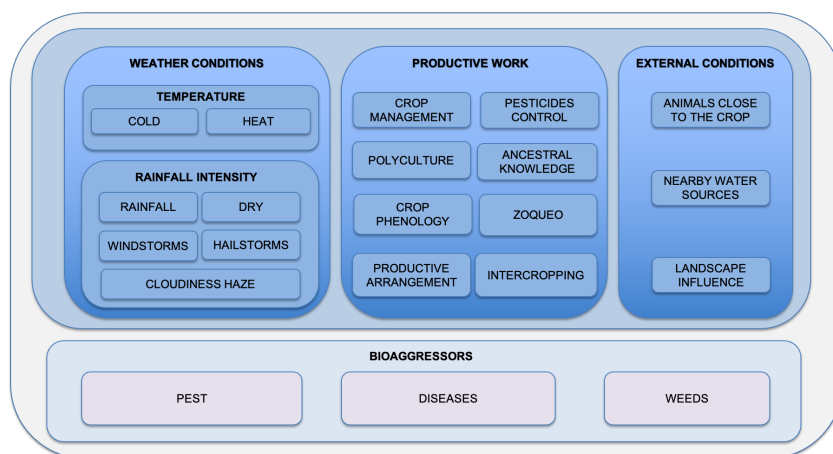 WEATHER CONDITIONS
TEMPERATURE
COLD
HEAT
RAINFALL INTENSITY
RAINFALL
DRY
WINDSTORMS
HAILSTORMS
CLOUDINESS HAZE
PRODUCTIVE WORK
CROP
MANAGEMENT
PESTICIDES
CONTROL
POLYCULTURE
ANCESTRAL
KNOWLEDGE
CROP
PHENOLOGY
ZOQUEO
PRODUCTIVE
ARRANGEMENT
INTERCROPPING
EXTERNAL CONDITIONS
ANIMALS CLOSE
TO THE CROP
NEARBY WATER
SOURCES
LANDSCAPE
INFLUENCE
BIOAGGRESSORS
PEST
DISEASES
WEEDS